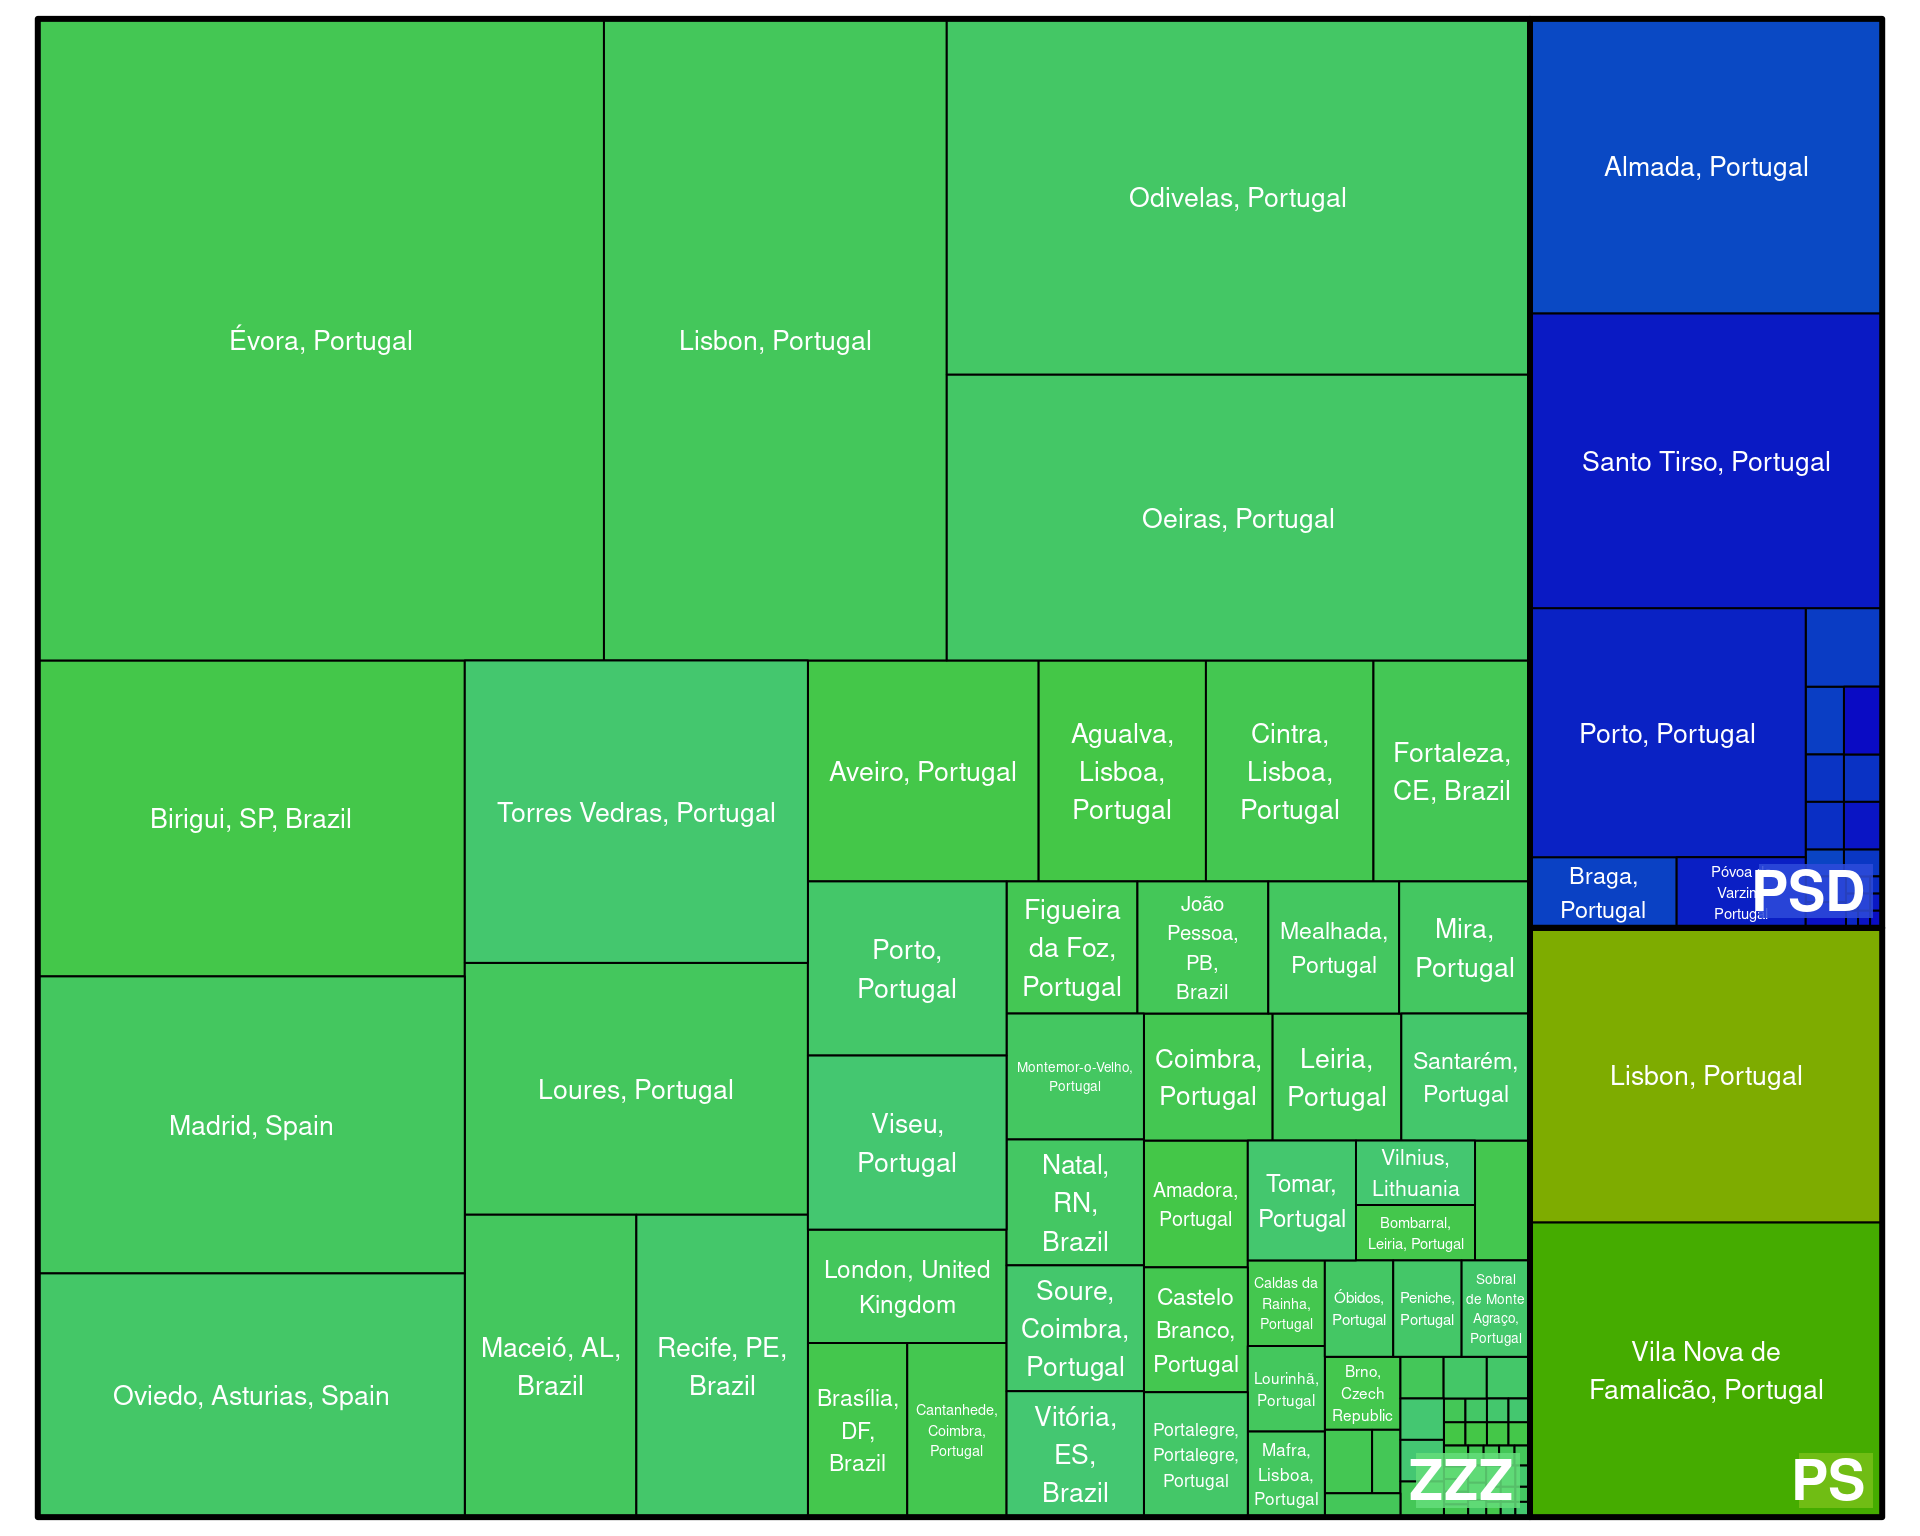 Évora, Portugal
Lisbon, Portugal
Odivelas, Portugal
Oeiras, Portugal
Birigui, SP, Brazil
Madrid, Spain
Oviedo, Asturias, Spain
Torres Vedras, Portugal
Loures, Portugal
Maceió, AL,
Brazil
Recife, PE,
Brazil
Aveiro, Portugal
Agualva,
Lisboa,
Portugal
Cintra,
Lisboa,
Portugal
Fortaleza,
CE, Brazil
Porto,
Portugal
Viseu,
Portugal
London, United
Kingdom
Brasília,
DF,
Brazil
Cantanhede,
Coimbra,
Portugal
Figueira
da Foz,
Portugal
João
Pessoa,
PB,
Brazil
Mealhada,
Portugal
Mira,
Portugal
Montemor-o-Velho,
Portugal
Natal,
RN,
Brazil
Soure,
Coimbra,
Portugal
Vitória,
ES,
Brazil
Coimbra,
Portugal
Leiria,
Portugal
Santarém,
Portugal
Amadora,
Portugal
Castelo
Branco,
Portugal
Portalegre,
Portalegre,
Portugal
Tomar,
Portugal
Vilnius,
Lithuania
Bombarral,
Leiria, Portugal
Caldas da
Rainha,
Portugal
Lourinhã,
Portugal
Mafra,
Lisboa,
Portugal
Óbidos,
Portugal
Peniche,
Portugal
Sobral
de Monte
Agraço,
Portugal
Brno,
Czech
Republic
ZZZ
Almada, Portugal
Santo Tirso, Portugal
Porto, Portugal
Braga,
Portugal
Póvoa
Varzim
Portugal
PSD
Lisbon, Portugal
Vila Nova de
Famalicão, Portugal
PS